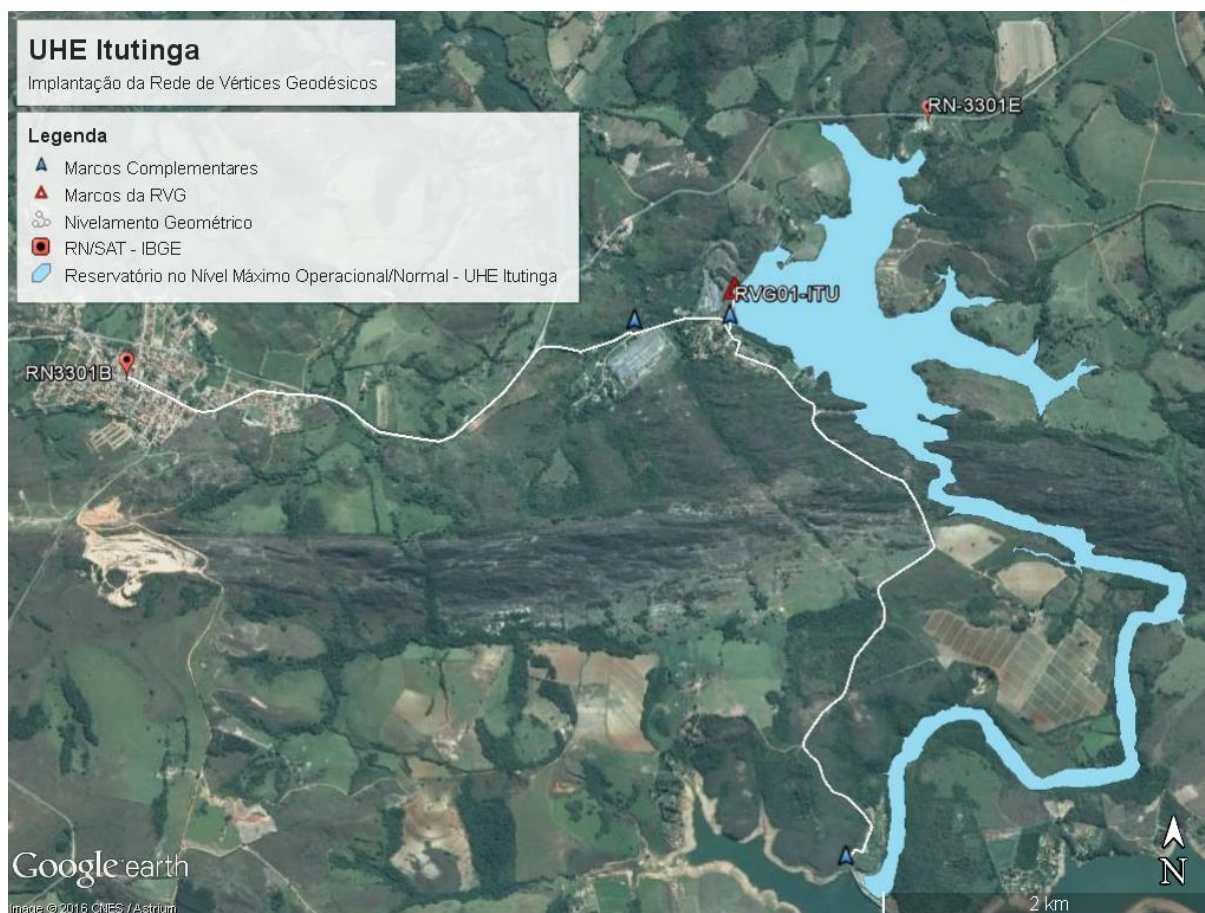 UHE Itutinga
Implantação da Rede de Vértices Geodésicos
Legenda
Marcos Complementares
Marcos da RVG
Nivelamento Geométrico
RN/SAT - IBGE
Reservatório no Nível Máximo Operacional/Normal - UHE Itutinga
RN-3301E
RVG01-ITU
RN3301B
Google earth
N
Image © 2016 CNES / Astrium
2 km